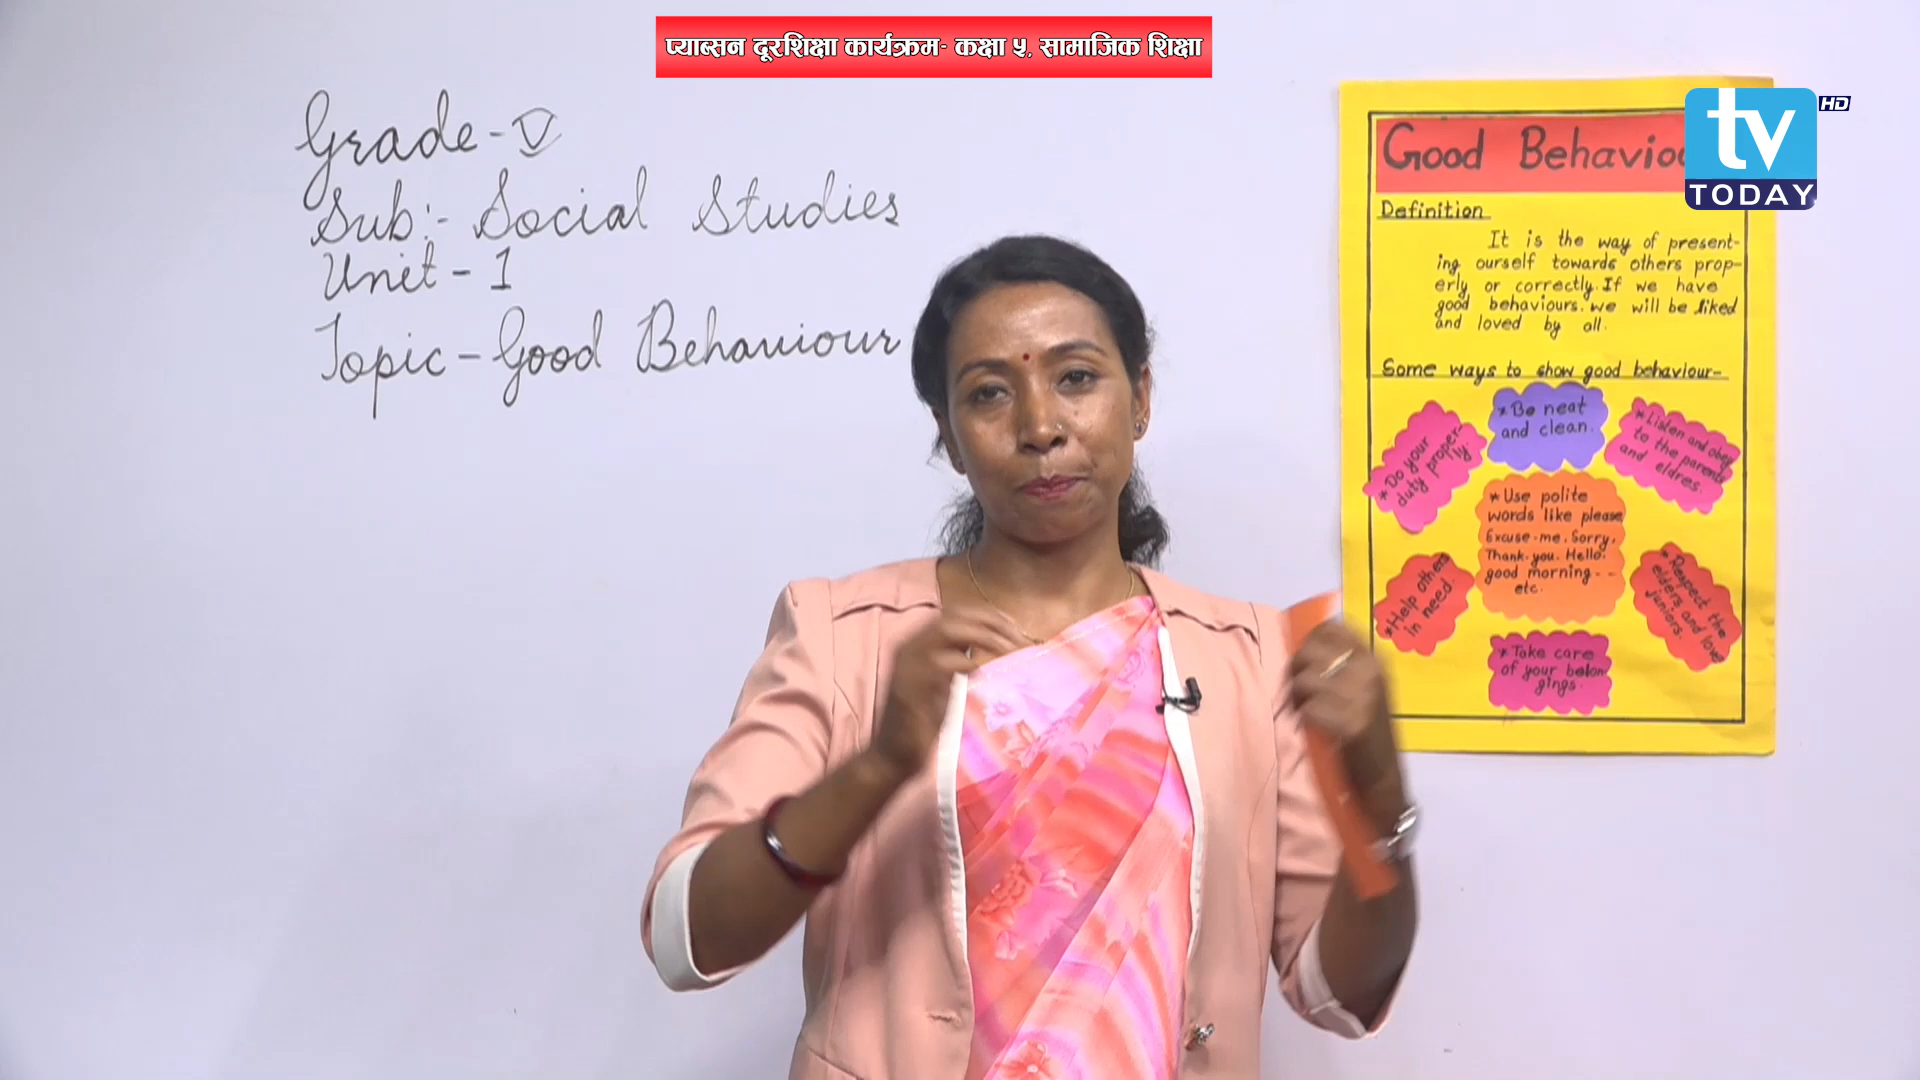 प्याब्सन दूरशिक्षा कार्यक्रम- कक्षा ५, सामाजिक शिक्षा
tv
HD
TODAY
Grade-V
Sub:- Social Studies
Unit - 1
Topic - Good Behaviour
Good Behaviou
Definition
It is the way of present-
ing ourself towards others prop-
erly or correctly. If we have
good behaviours. we will be liked
and loved by all.
Some ways to show good behaviour-
* Do your
duty proper-
ly.
* Be neat
and clean.
* Listen and obey
to the parents
and eldres.
* Use polite
words like please,
Excuse-me, Sorry,
Thank-you. Hello.
good morning--
etc.
* Help others
in need.
* Respect the
elders and love
juniors.
* Take care
of your belon
gings.